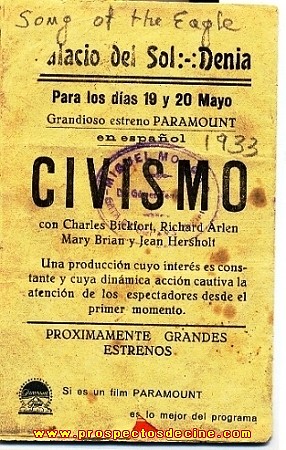 Song of the Eagle
Palacio del Sol:-:Denia
Para los días 19 y 20 Mayo
Grandioso estreno PARAMOUNT
en español
1933
CIVISMO
con Charles Bickfort, Richard Arlen
Mary Brian y Jean Hersholt
Una producción cuyo interés es cons-
tante y cuya dinámica acción cautiva la
atención de los espectadores desde el
primer momento.
PROXIMAMENTE GRANDES
ESTRENOS
Si es un film PARAMOUNT
es lo mejor del programa
www.prospectosdecine.com